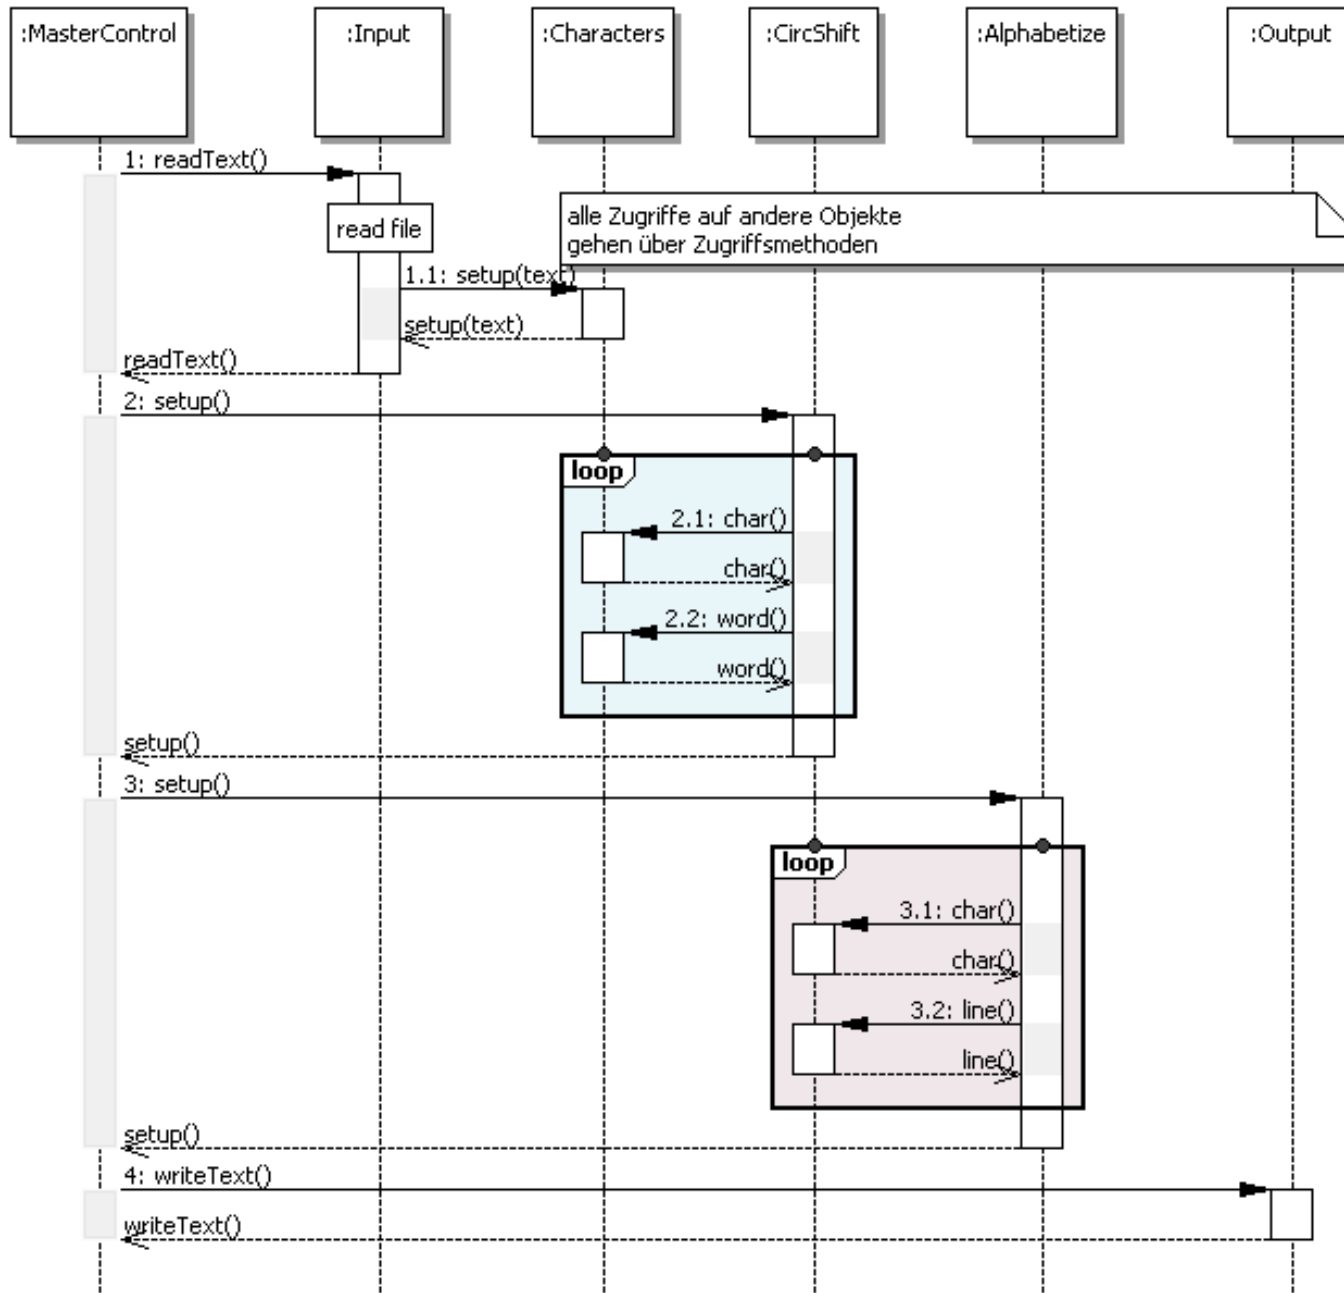 :MasterControl
:Input
:Characters
:CircShift
:Alphabetize
:Output
1: readText()
read file
alle Zugriffe auf andere Objekte
gehen über Zugriffsmethoden
1.1: setup(text)
setup(text)
readText()
2: setup()
loop
2.1: char()
char()
2.2: word()
word()
setup()
3: setup()
loop
3.1: char()
char()
3.2: line()
line()
setup()
4: writeText()
writeText()